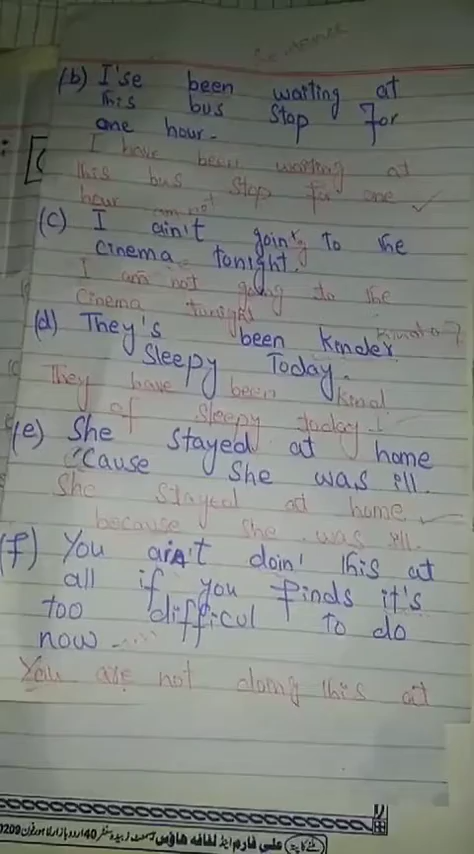 Sentence
(b) I'se been waiting at
this bus stop For
one hour.
I have been waiting at
this bus stop for one
hour
am not
(c) I ain't going to the
cinema tonight.
I am not going to the
cinema tonight
(d) They's been kinder
Sleepy Today.
They have been kind
of sleepy today.
(e) She stayed at home
'Cause She was ill.
She stayed at home
because she was ill.
(f) You ain't doin' this at
all if you finds it's
too difficul to do
now.....
You are not doing this at